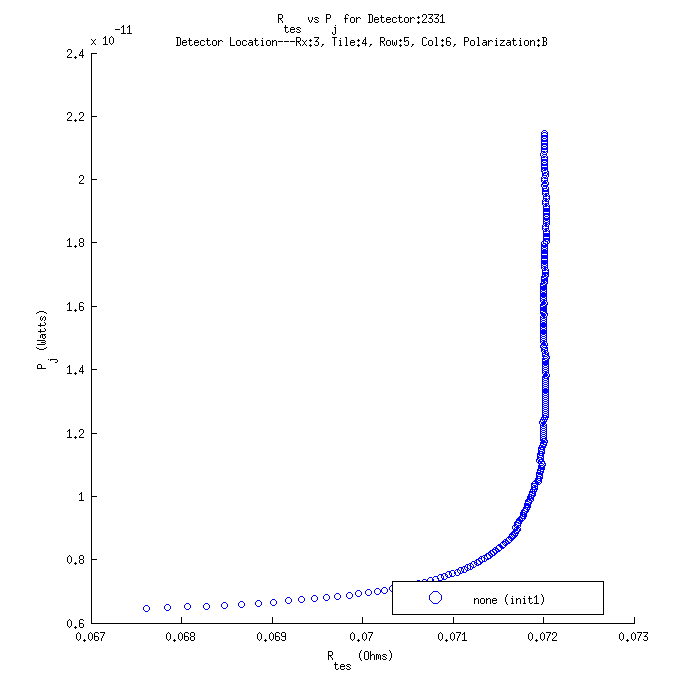 R_tes vs P_j for Detector:2331
Detector Location---Rx:3, Tile:4, Row:5, Col:6, Polarization:B
x 10^-11
2.4
2.2
2
1.8
1.6
1.4
1.2
1
0.8
0.6
P_j (Watts)
none (init1)
0.067 0.068 0.069 0.07 0.071 0.072 0.073
R_tes (Ohms)